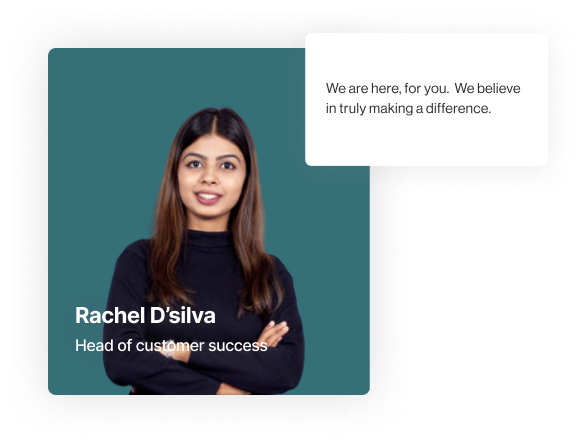 We are here, for you.  We believe
in truly making a difference.
Rachel D’silva
Head of customer success